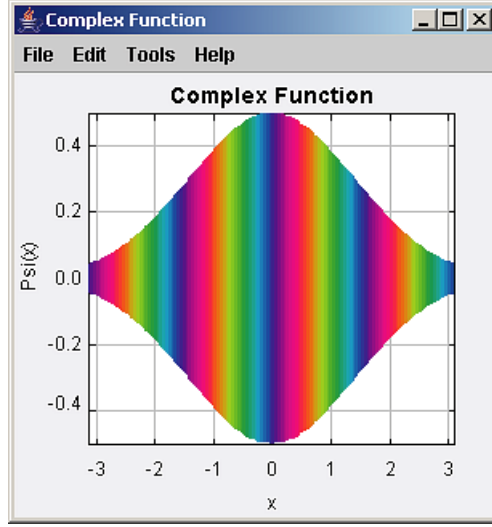 Complex Function
File Edit Tools Help
Complex Function
0.4
0.2
0.0
-0.2
-0.4
Psi(x)
-3 -2 -1 0 1 2 3
x